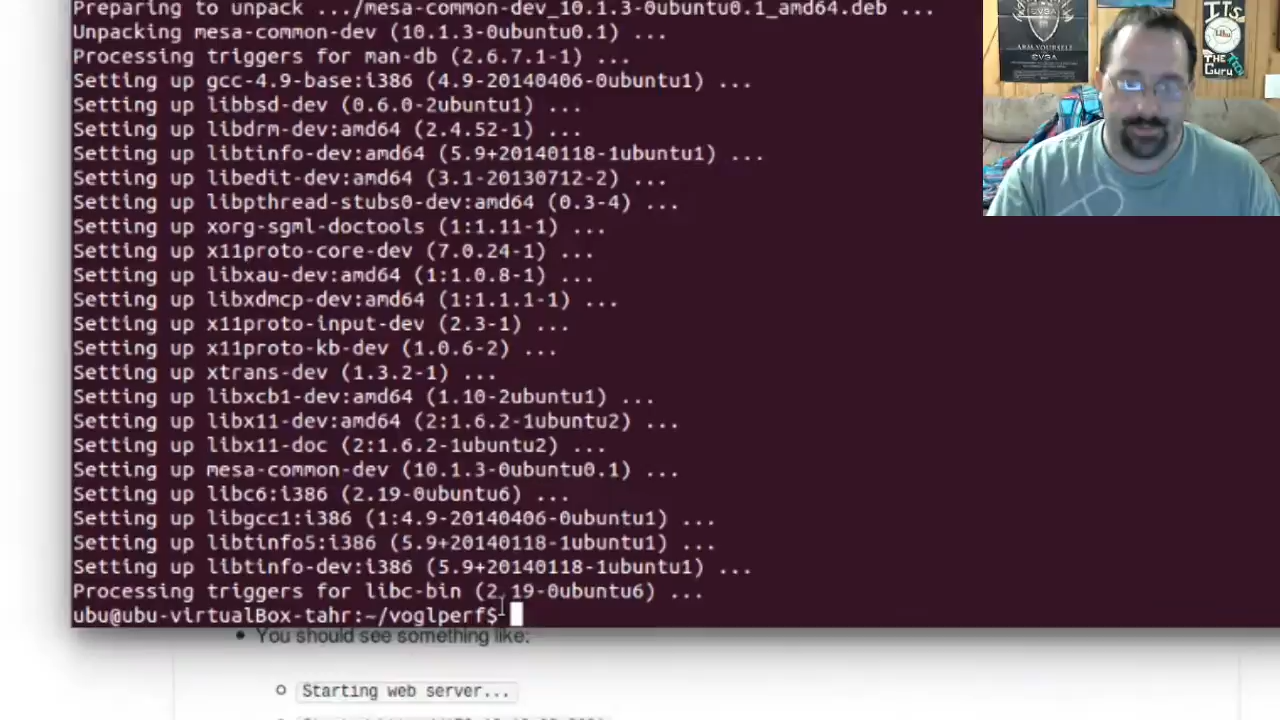 Preparing to unpack .../mesa-common-dev_10.1.3-0ubuntu0.1_amd64.deb ...
Unpacking mesa-common-dev (10.1.3-0ubuntu0.1) ...
Processing triggers for man-db (2.6.7.1-1) ...
Setting up gcc-4.9-base:i386 (4.9-20140406-0ubuntu1) ...
Setting up libbsd-dev (0.6.0-2ubuntu1) ...
Setting up libdrm-dev:amd64 (2.4.52-1) ...
Setting up libtinfo-dev:amd64 (5.9+20140118-1ubuntu1) ...
Setting up libedit-dev:amd64 (3.1-20130712-2) ...
Setting up libpthread-stubs0-dev:amd64 (0.3-4) ...
Setting up xorg-sgml-doctools (1:1.11-1) ...
Setting up x11proto-core-dev (7.0.24-1) ...
Setting up libxau-dev:amd64 (1:1.0.8-1) ...
Setting up libxdmcp-dev:amd64 (1:1.1.1-1) ...
Setting up x11proto-input-dev (2.3-1) ...
Setting up x11proto-kb-dev (1.0.6-2) ...
Setting up xtrans-dev (1.3.2-1) ...
Setting up libxcb1-dev:amd64 (1.10-2ubuntu1) ...
Setting up libx11-dev:amd64 (2:1.6.2-1ubuntu2) ...
Setting up libx11-doc (2:1.6.2-1ubuntu2) ...
Setting up mesa-common-dev (10.1.3-0ubuntu0.1) ...
Setting up libc6:i386 (2.19-0ubuntu6) ...
Setting up libgcc1:i386 (1:4.9-20140406-0ubuntu1) ...
Setting up libtinfo5:i386 (5.9+20140118-1ubuntu1) ...
Setting up libtinfo-dev:i386 (5.9+20140118-1ubuntu1) ...
Processing triggers for libc-bin (2.19-0ubuntu6) ...
ubu@ubu-virtualBox-tahr:~/voglperf$
You should see something like:
Starting web server...
ARM YOURSELF
EVGA
IT'S
THE
Guru